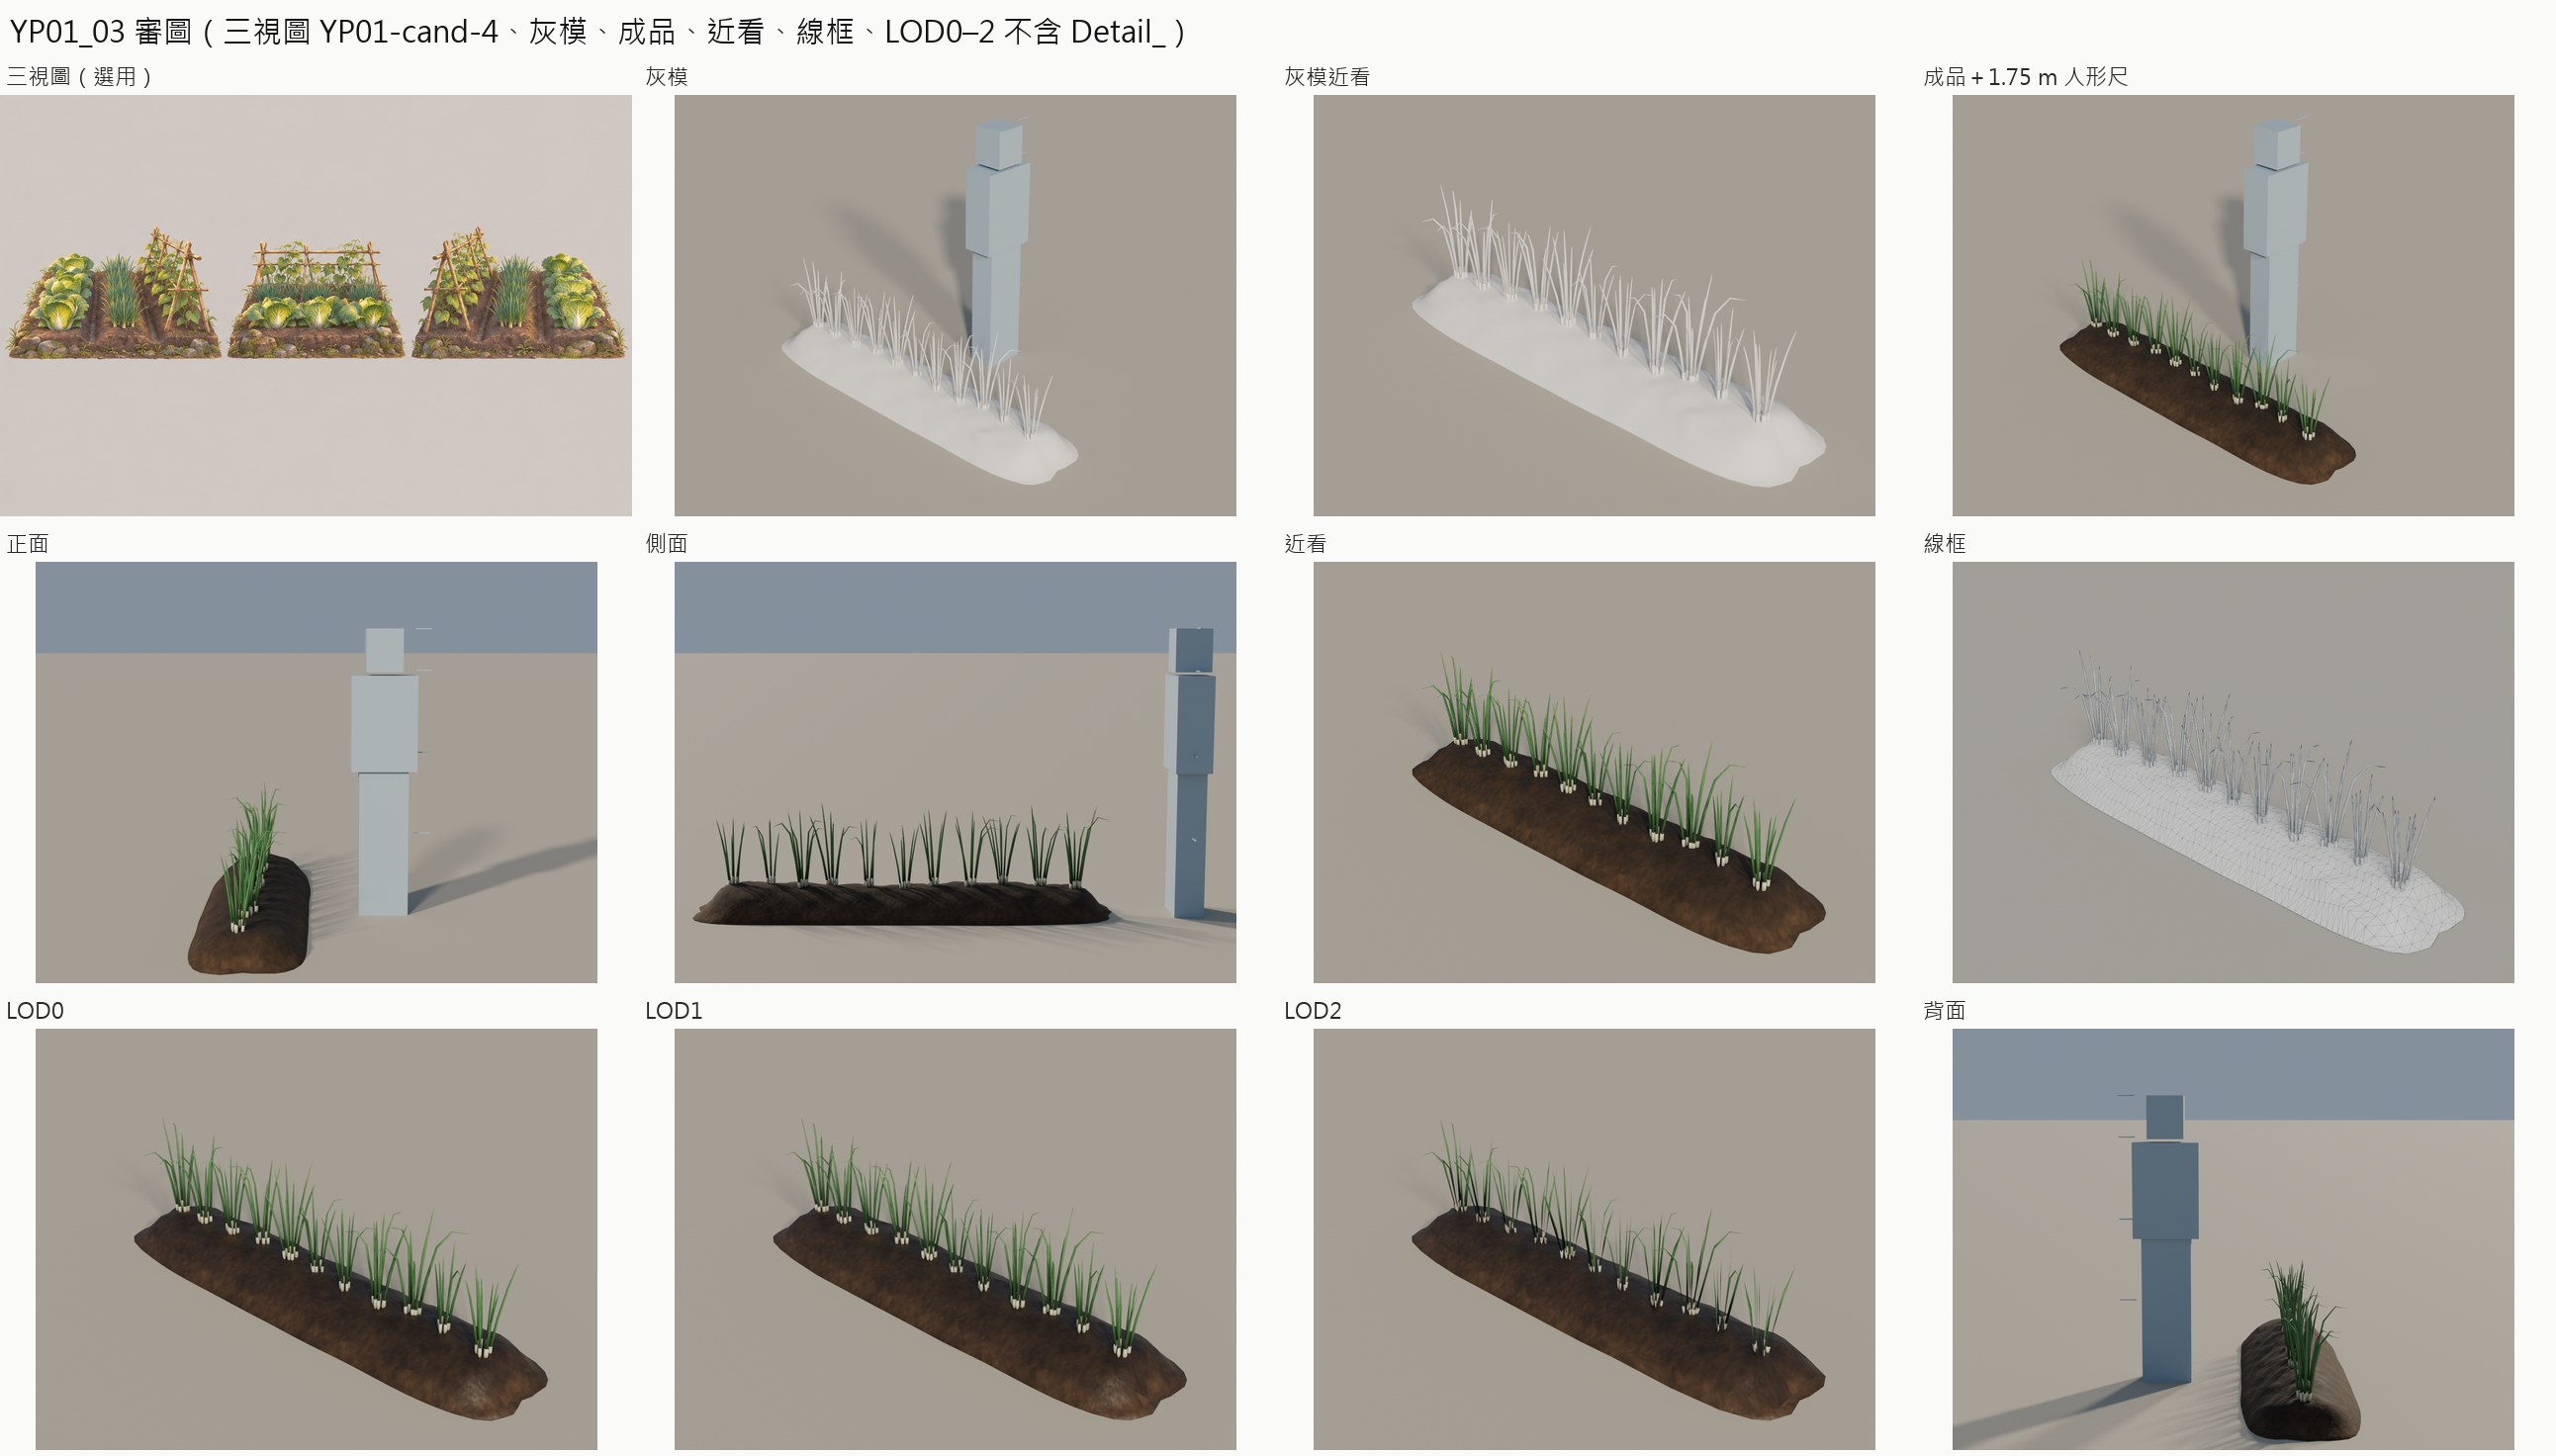 YP01_03 審圖（三視圖 YP01-cand-4、灰模、成品、近看、線框、LOD0–2 不含 Detail_）
三視圖（選用）
灰模
灰模近看
成品＋1.75 m 人形尺
正面
側面
近看
線框
LOD0
LOD1
LOD2
背面